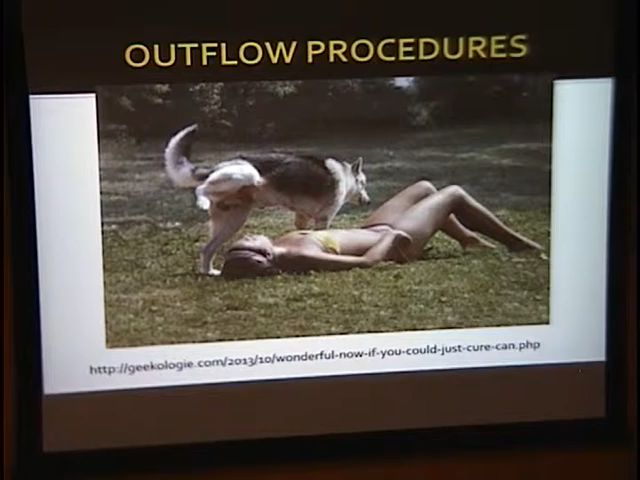 OUTFLOW PROCEDURES
http://geekologie.com/2013/10/wonderful-now-if-you-could-just-cure-can.php